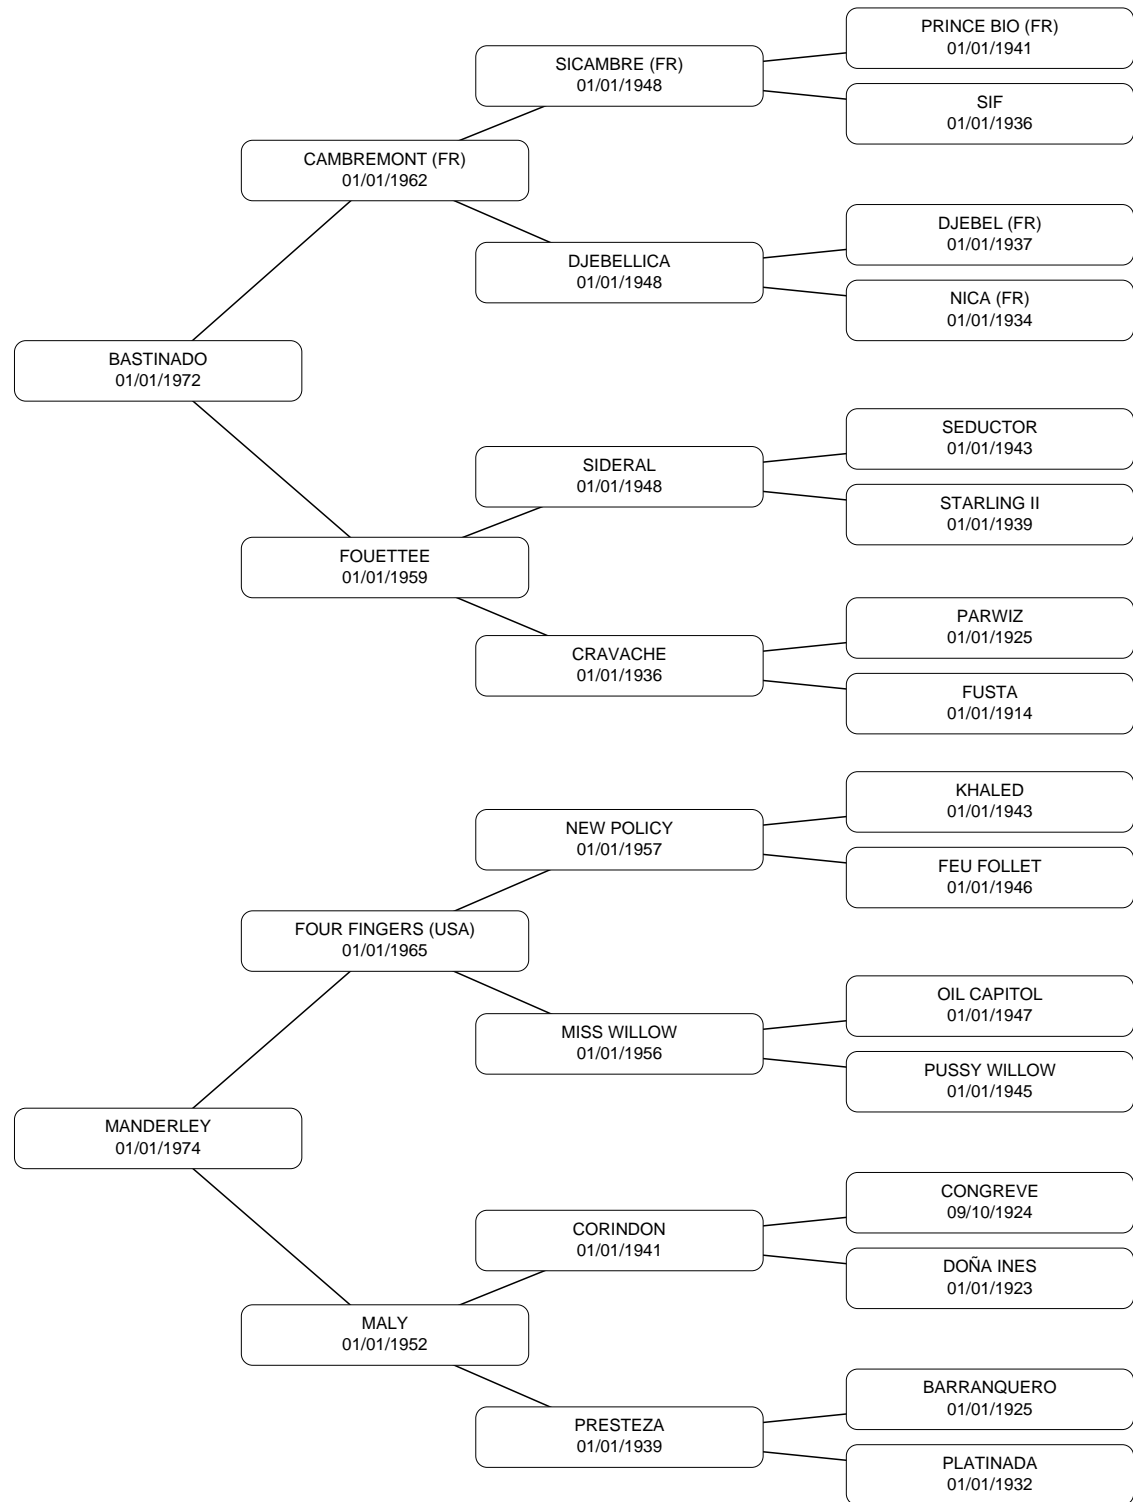 PRINCE BIO (FR)
01/01/1941
SICAMBRE (FR)
01/01/1948
SIF
01/01/1936
CAMBREMONT (FR)
01/01/1962
DJEBEL (FR)
01/01/1937
DJEBELLICA
01/01/1948
NICA (FR)
01/01/1934
BASTINADO
01/01/1972
SEDUCTOR
01/01/1943
SIDERAL
01/01/1948
STARLING II
01/01/1939
FOUETTEE
01/01/1959
PARWIZ
01/01/1925
CRAVACHE
01/01/1936
FUSTA
01/01/1914
KHALED
01/01/1943
NEW POLICY
01/01/1957
FEU FOLLET
01/01/1946
FOUR FINGERS (USA)
01/01/1965
OIL CAPITOL
01/01/1947
MISS WILLOW
01/01/1956
PUSSY WILLOW
01/01/1945
MANDERLEY
01/01/1974
CONGREVE
09/10/1924
CORINDON
01/01/1941
DOÑA INES
01/01/1923
MALY
01/01/1952
BARRANQUERO
01/01/1925
PRESTEZA
01/01/1939
PLATINADA
01/01/1932